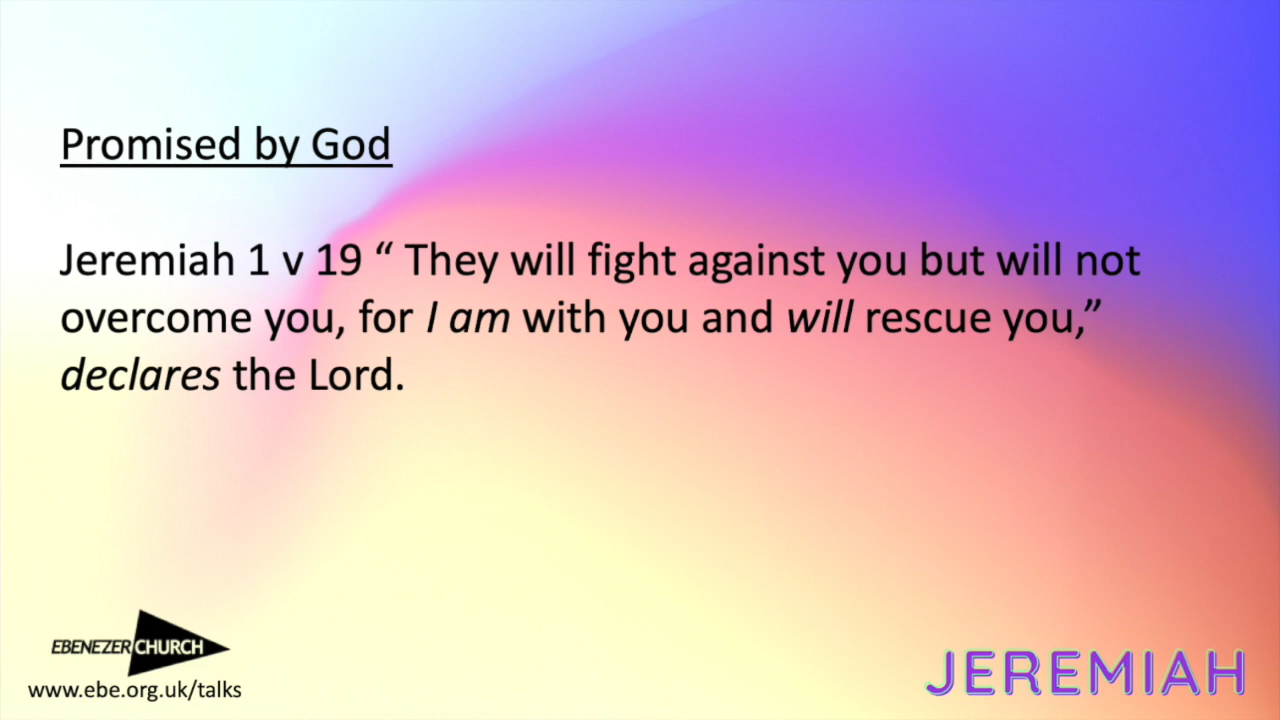 Promised by God
Jeremiah 1 v 19 “ They will fight against you but will not
overcome you, for I am with you and will rescue you,”
declares the Lord.
EBENEZER CHURCH
www.ebe.org.uk/talks
JEREMIAH